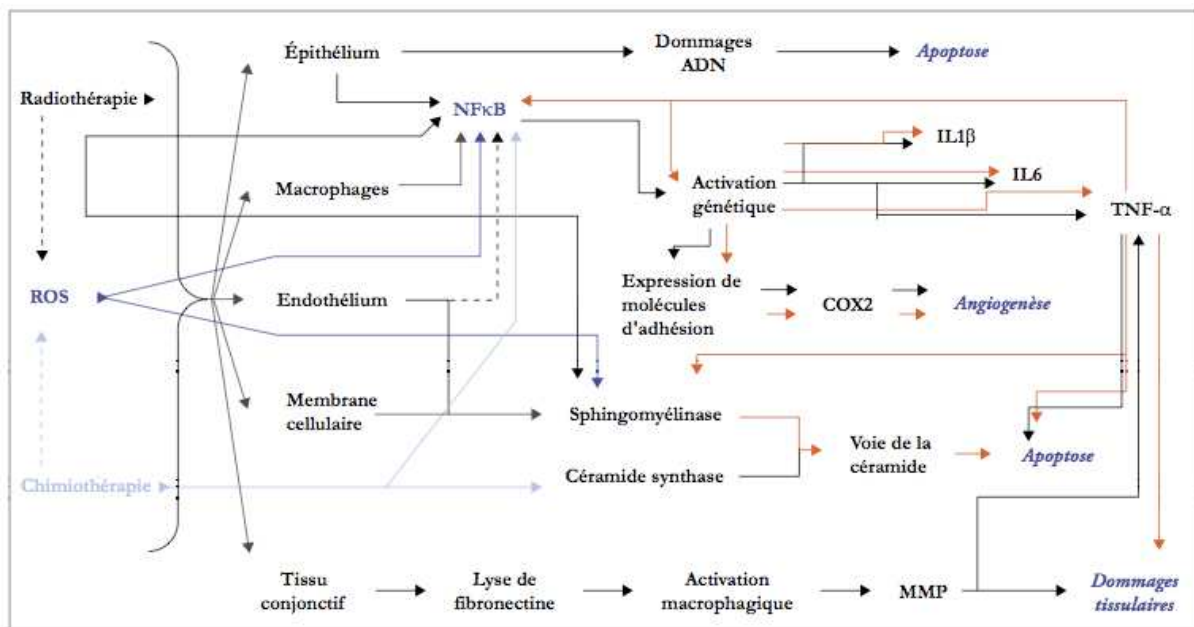 Épithélium
Dommages
ADN
Apoptose
Radiothérapie
NFκB
IL1β
Macrophages
Activation
génétique
IL6
TNF-α
ROS
Endothélium
Expression de
molécules
d'adhésion
COX2
Angiogenèse
Membrane
cellulaire
Sphingomyélinase
Voie de la
céramide
Apoptose
Chimiothérapie
Céramide synthase
Tissu
conjonctif
Lyse de
fibronectine
Activation
macrophagique
MMP
Dommages
tissulaires